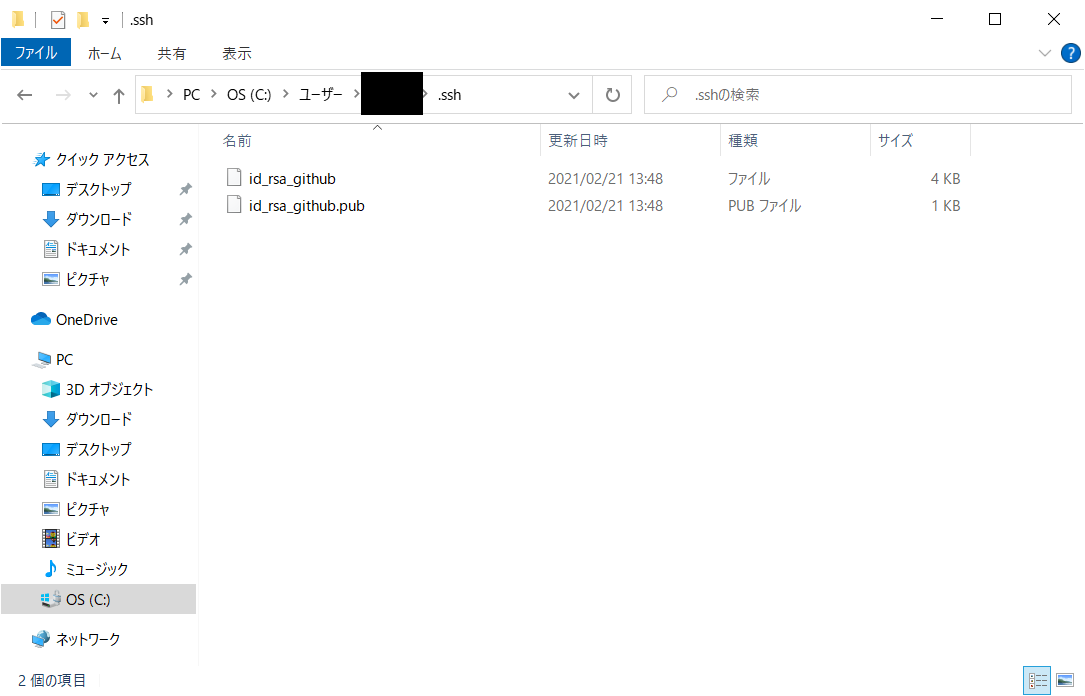 .ssh
ファイル ホーム 共有 表示 ?
PC OS (C:) ユーザー .ssh .sshの検索
名前 更新日時 種類 サイズ
id_rsa_github 2021/02/21 13:48 ファイル 4 KB
id_rsa_github.pub 2021/02/21 13:48 PUB ファイル 1 KB
クイック アクセス
デスクトップ
ダウンロード
ドキュメント
ピクチャ
OneDrive
PC
3D オブジェクト
ダウンロード
デスクトップ
ドキュメント
ピクチャ
ビデオ
ミュージック
OS (C:)
ネットワーク
2 個の項目